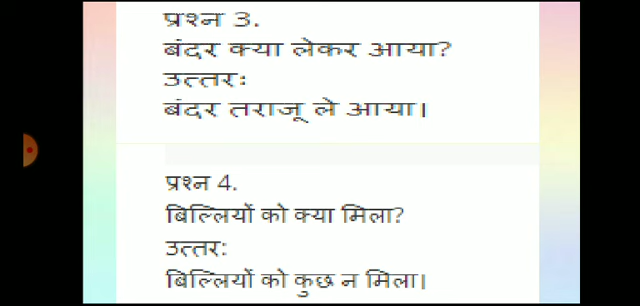 प्रश्न 3.
बंदर क्या लेकर आया?
उत्तरः
बंदर तराजू ले आया।
प्रश्न 4.
बिल्लियों को क्या मिला?
उत्तर:
बिल्लियों को कुछ न मिला।